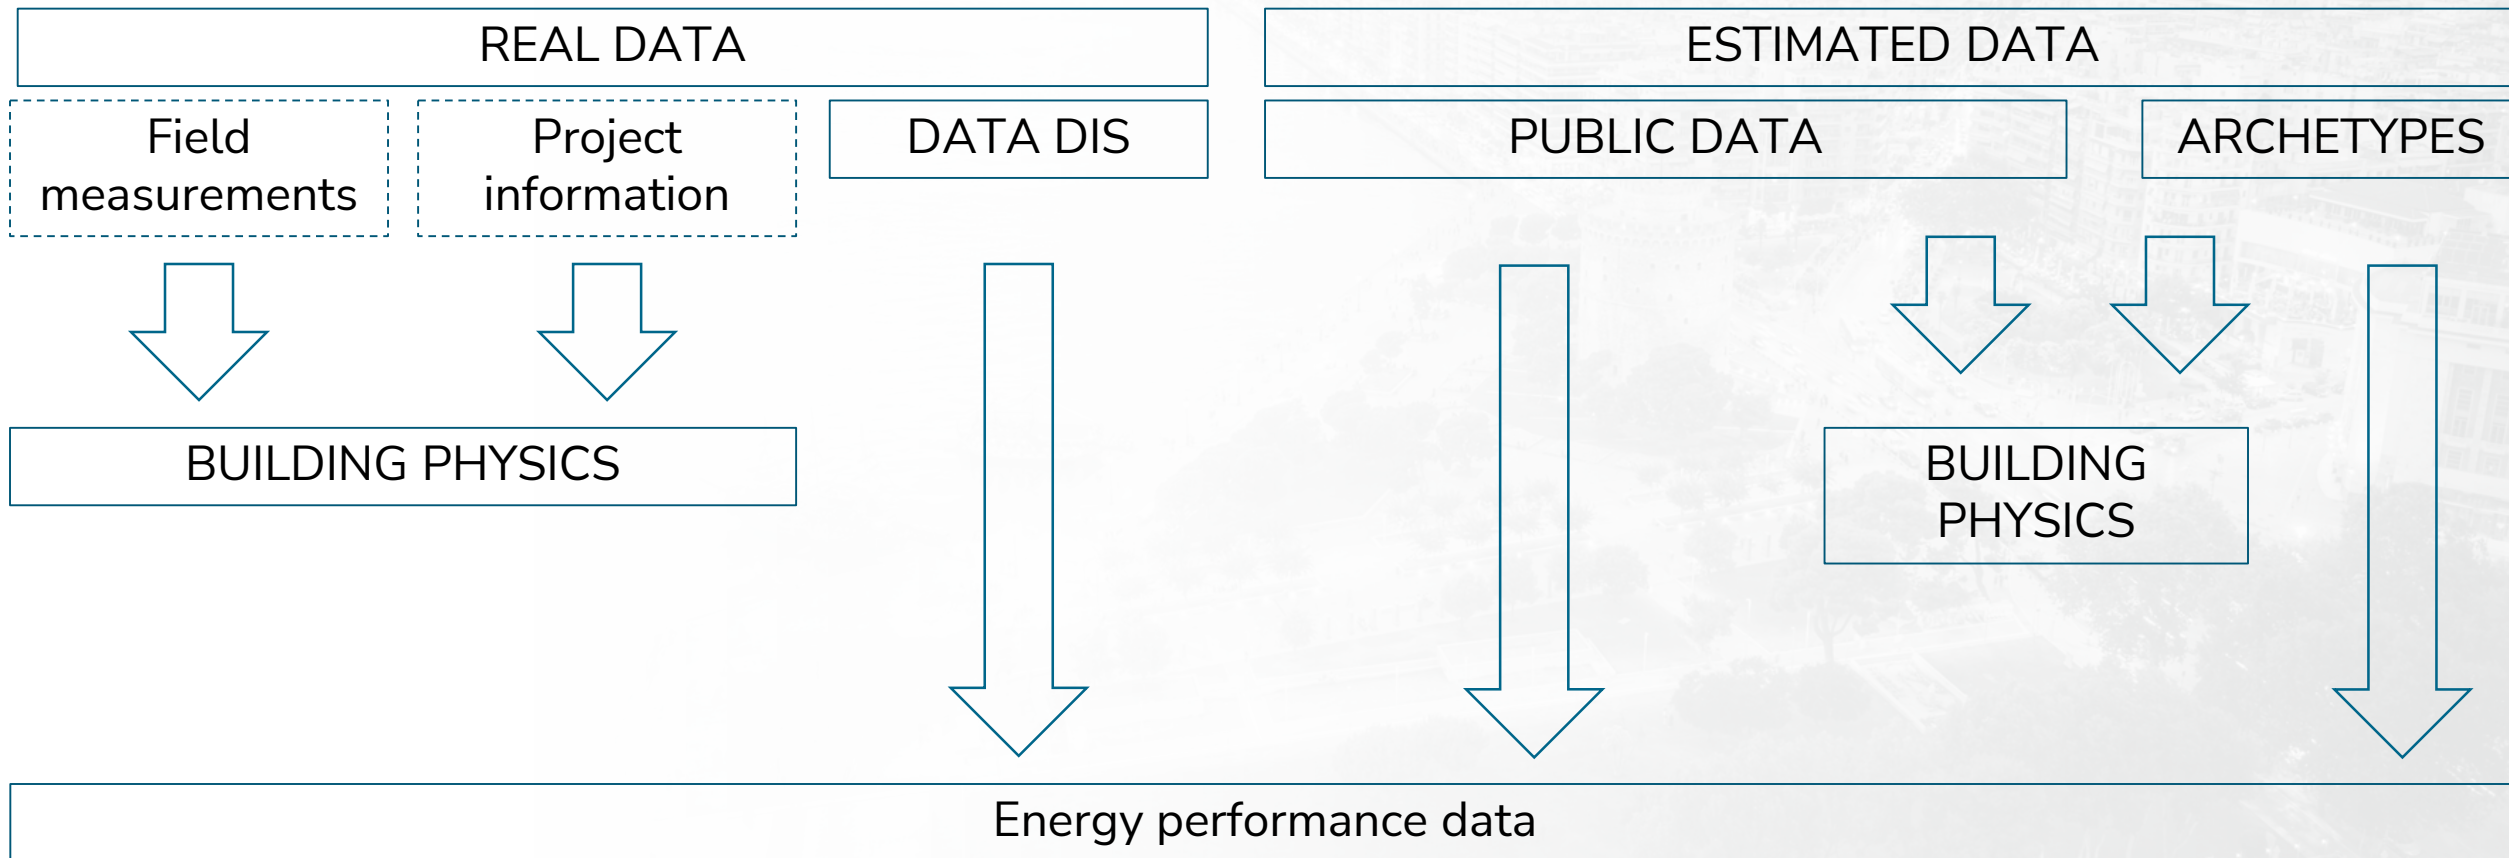 REAL DATA
ESTIMATED DATA
Field
measurements
Project
information
DATA DIS
PUBLIC DATA
ARCHETYPES
BUILDING PHYSICS
BUILDING
PHYSICS
Energy performance data